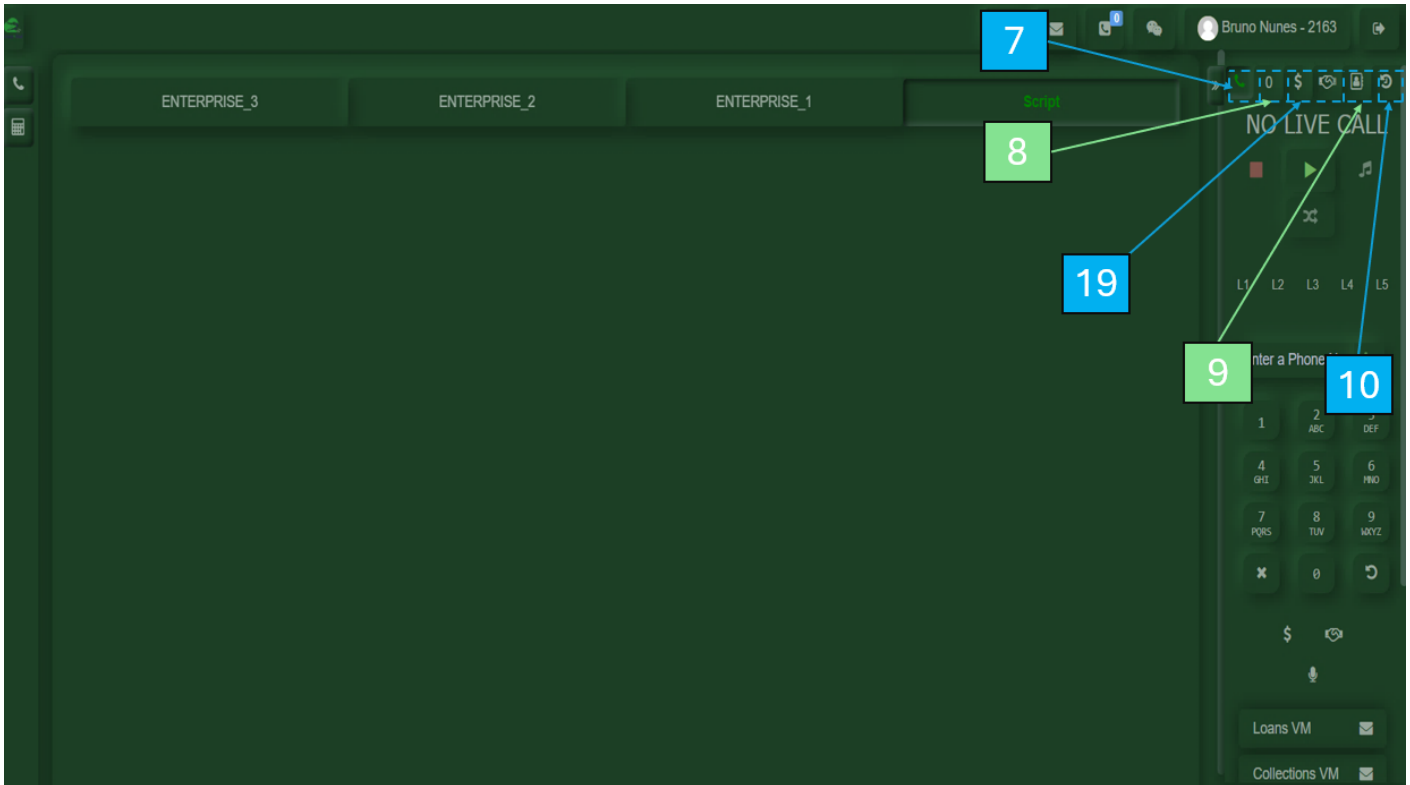 7
0
Bruno Nunes - 2163
ENTERPRISE_3
ENTERPRISE_2
ENTERPRISE_1
Script
0
$
NO LIVE CALL
8
19
L1 L2 L3 L4 L5
9
nter a Phone
10
1
2
ABC
DEF
4
GHI
5
JKL
6
MNO
7
PQRS
8
TUV
9
WXYZ
0
$
Loans VM
Collections VM